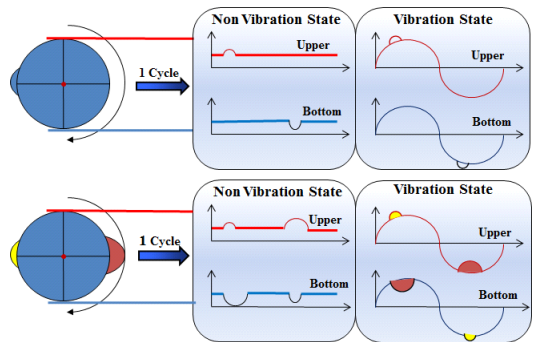 Non Vibration State
Vibration State
1 Cycle
Upper
Upper
Bottom
Bottom
Non Vibration State
Vibration State
1 Cycle
Upper
Upper
Bottom
Bottom